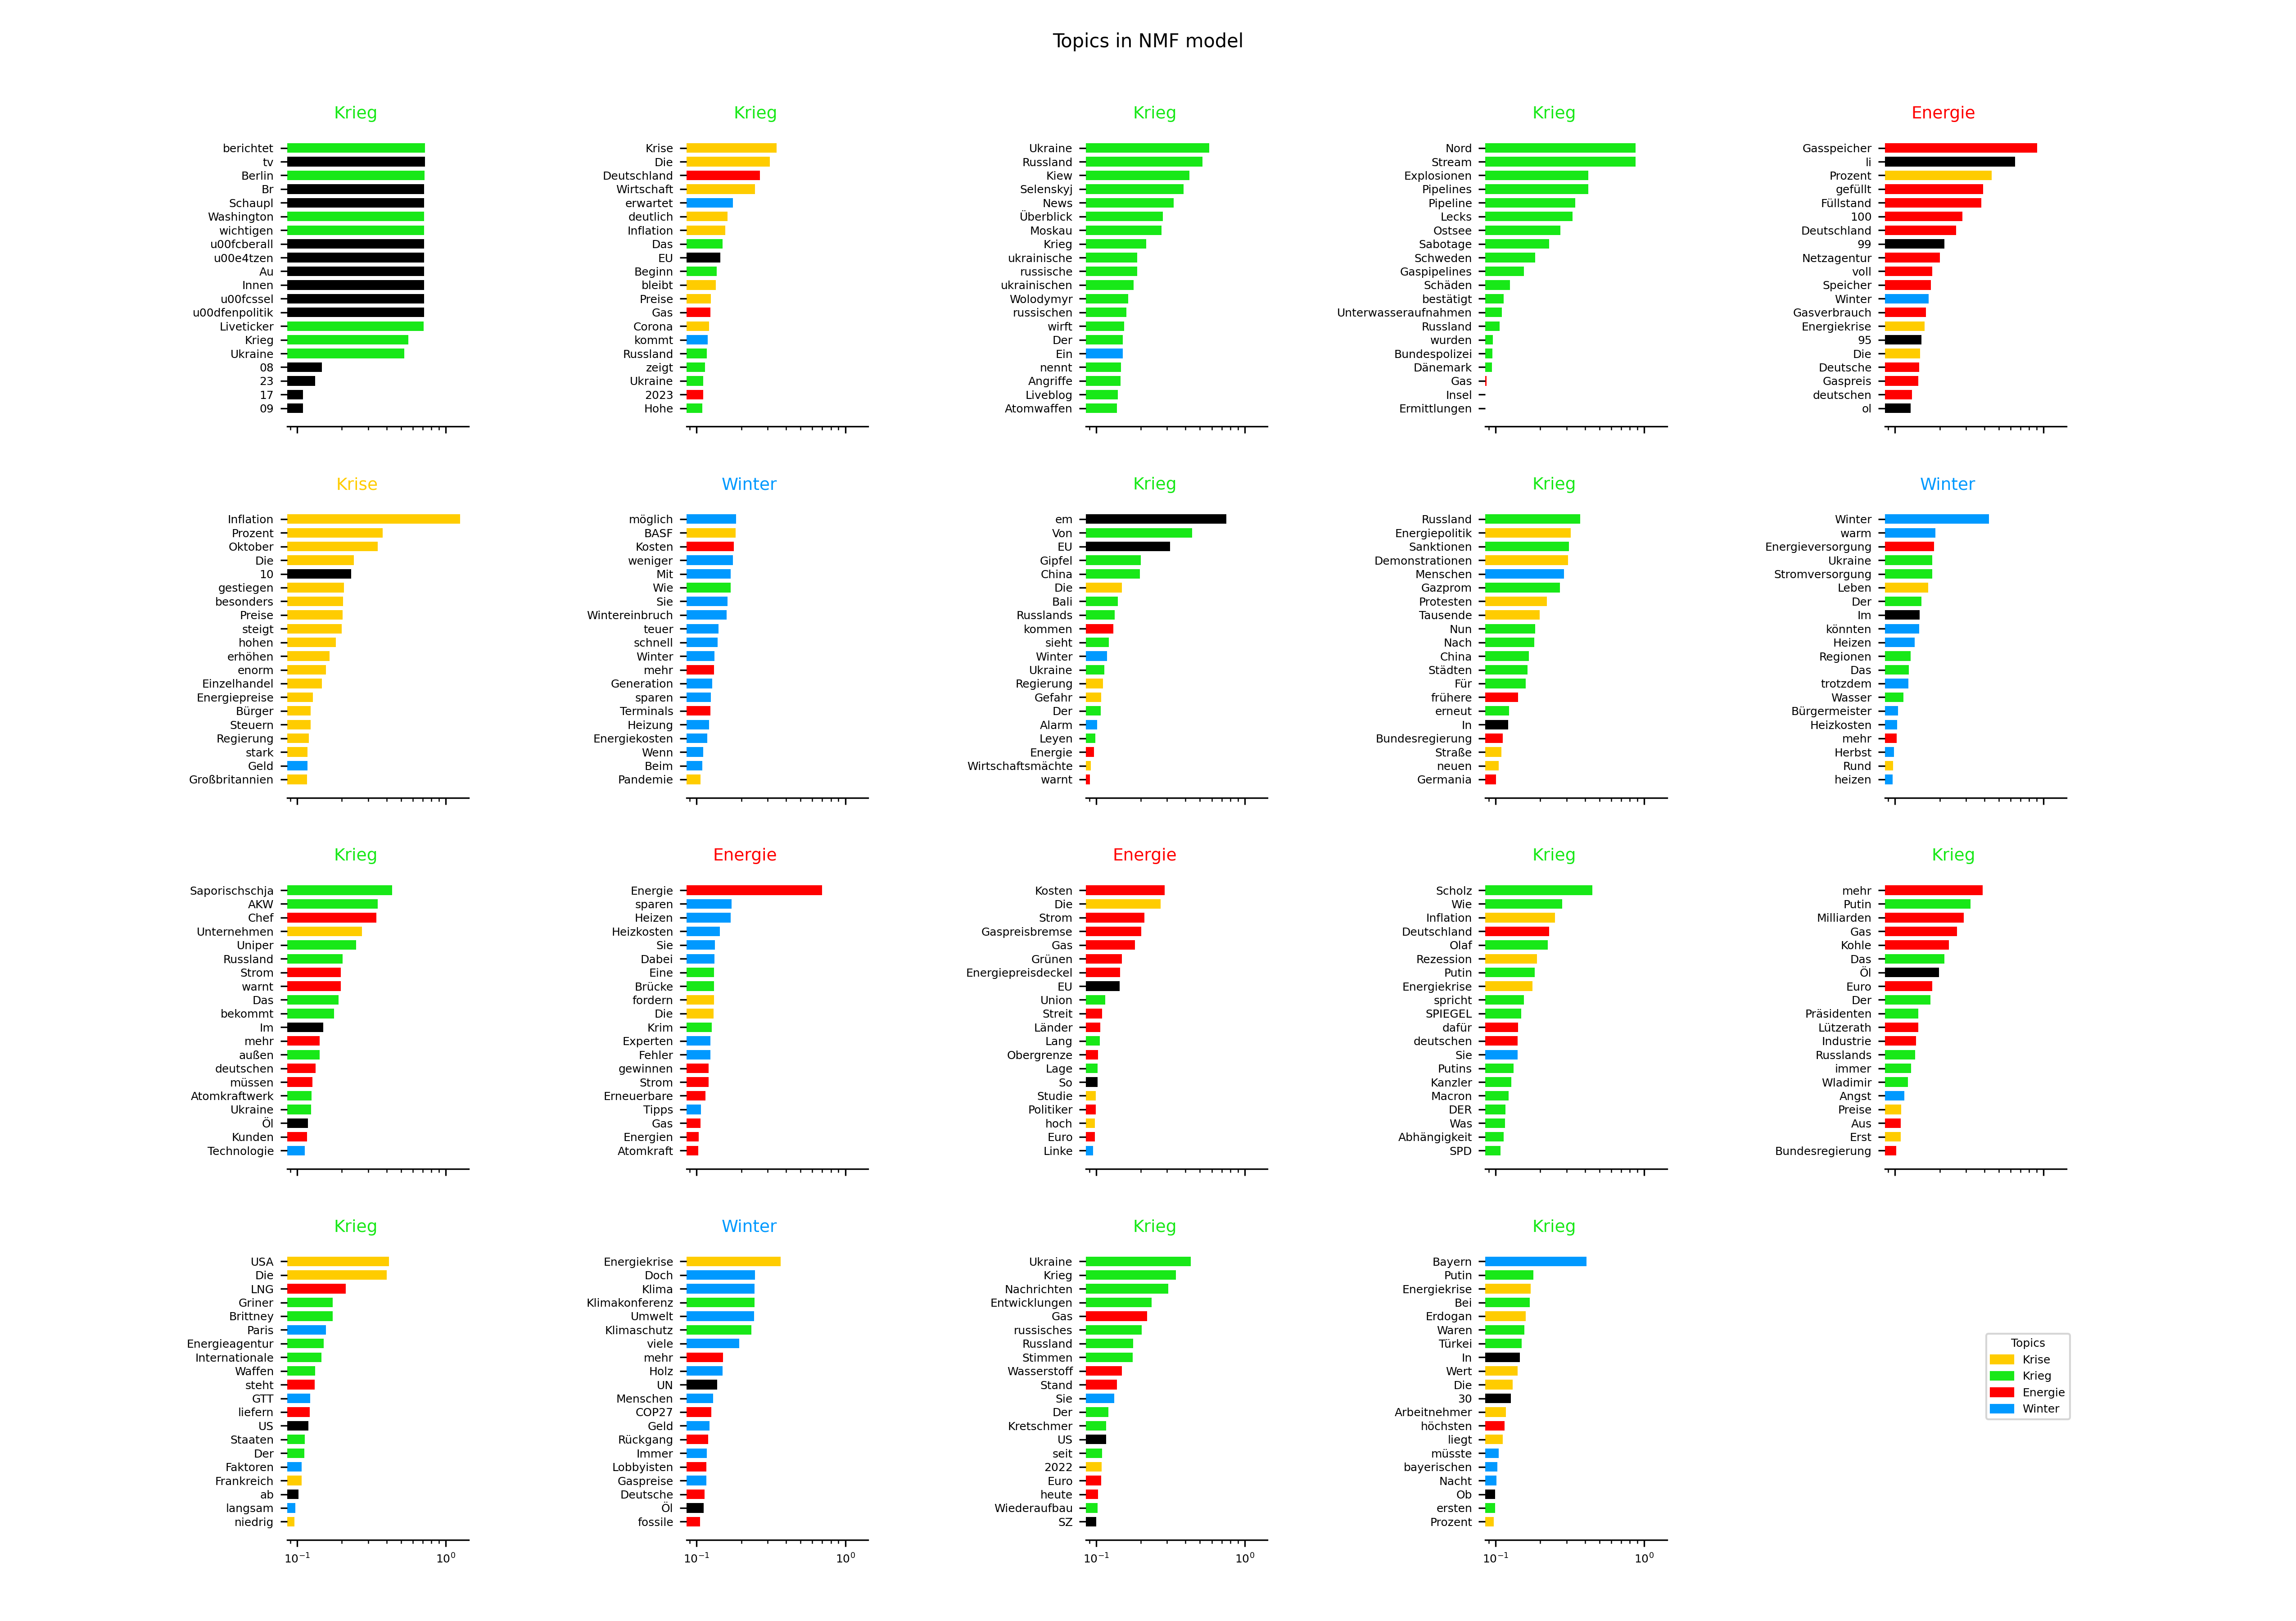 Topics in NMF model
Krieg
berichtet
tv
Berlin
Br
Schaupl
Washington
wichtigen
u00fcberall
u00e4tzen
Au
Innen
u00fcssel
u00dfenpolitik
Liveticker
Krieg
Ukraine
08
23
17
09
Krieg
Krise
Die
Deutschland
Wirtschaft
erwartet
deutlich
Inflation
Das
EU
Beginn
bleibt
Preise
Gas
Corona
kommt
Russland
zeigt
Ukraine
2023
Hohe
Krieg
Ukraine
Russland
Kiew
Selenskyj
News
Überblick
Moskau
Krieg
ukrainische
russische
ukrainischen
Wolodymyr
russischen
wirft
Der
Ein
nennt
Angriffe
Liveblog
Atomwaffen
Krieg
Nord
Stream
Explosionen
Pipelines
Pipeline
Lecks
Ostsee
Sabotage
Schweden
Gaspipelines
Schäden
bestätigt
Unterwasseraufnahmen
Russland
wurden
Bundespolizei
Dänemark
Gas
Insel
Ermittlungen
Energie
Gasspeicher
li
Prozent
gefüllt
Füllstand
100
Deutschland
99
Netzagentur
voll
Speicher
Winter
Gasverbrauch
Energiekrise
95
Die
Deutsche
Gaspreis
deutschen
ol
Krise
Inflation
Prozent
Oktober
Die
10
gestiegen
besonders
Preise
steigt
hohen
erhöhen
enorm
Einzelhandel
Energiepreise
Bürger
Steuern
Regierung
stark
Geld
Großbritannien
Winter
möglich
BASF
Kosten
weniger
Mit
Wie
Sie
Wintereinbruch
teuer
schnell
Winter
mehr
Generation
sparen
Terminals
Heizung
Energiekosten
Wenn
Beim
Pandemie
Krieg
em
Von
EU
Gipfel
China
Die
Bali
Russlands
kommen
sieht
Winter
Ukraine
Regierung
Gefahr
Der
Alarm
Leyen
Energie
Wirtschaftsmächte
warnt
Krieg
Russland
Energiepolitik
Sanktionen
Demonstrationen
Menschen
Gazprom
Protesten
Tausende
Nun
Nach
China
Städten
Für
frühere
erneut
In
Bundesregierung
Straße
neuen
Germania
Winter
Winter
warm
Energieversorgung
Ukraine
Stromversorgung
Leben
Der
Im
könnten
Heizen
Regionen
Das
trotzdem
Wasser
Bürgermeister
Heizkosten
mehr
Herbst
Rund
heizen
Krieg
Saporischschja
AKW
Chef
Unternehmen
Uniper
Russland
Strom
warnt
Das
bekommt
Im
mehr
außen
deutschen
müssen
Atomkraftwerk
Ukraine
Öl
Kunden
Technologie
Energie
Energie
sparen
Heizen
Heizkosten
Sie
Dabei
Eine
Brücke
fordern
Die
Krim
Experten
Fehler
gewinnen
Strom
Erneuerbare
Tipps
Gas
Energien
Atomkraft
Energie
Kosten
Die
Strom
Gaspreisbremse
Gas
Grünen
Energiepreisdeckel
EU
Union
Streit
Länder
Lang
Obergrenze
Lage
So
Studie
Politiker
hoch
Euro
Linke
Krieg
Scholz
Wie
Inflation
Deutschland
Olaf
Rezession
Putin
Energiekrise
spricht
SPIEGEL
dafür
deutschen
Sie
Putins
Kanzler
Macron
DER
Was
Abhängigkeit
SPD
Krieg
mehr
Putin
Milliarden
Gas
Kohle
Das
Öl
Euro
Der
Präsidenten
Lützerath
Industrie
Russlands
immer
Wladimir
Angst
Preise
Aus
Erst
Bundesregierung
Krieg
USA
Die
LNG
Griner
Brittney
Paris
Energieagentur
Internationale
Waffen
steht
GTT
liefern
US
Staaten
Der
Faktoren
Frankreich
ab
langsam
niedrig
10⁻¹ 10⁰
Winter
Energiekrise
Doch
Klima
Klimakonferenz
Umwelt
Klimaschutz
viele
mehr
Holz
UN
Menschen
COP27
Geld
Rückgang
Immer
Lobbyisten
Gaspreise
Deutsche
Öl
fossile
10⁻¹ 10⁰
Krieg
Ukraine
Krieg
Nachrichten
Entwicklungen
Gas
russisches
Russland
Stimmen
Wasserstoff
Stand
Sie
Der
Kretschmer
US
seit
2022
Euro
heute
Wiederaufbau
SZ
10⁻¹ 10⁰
Krieg
Bayern
Putin
Energiekrise
Bei
Erdogan
Waren
Türkei
In
Wert
Die
30
Arbeitnehmer
höchsten
liegt
müsste
bayerischen
Nacht
Ob
ersten
Prozent
10⁻¹ 10⁰
Topics
Krise
Krieg
Energie
Winter